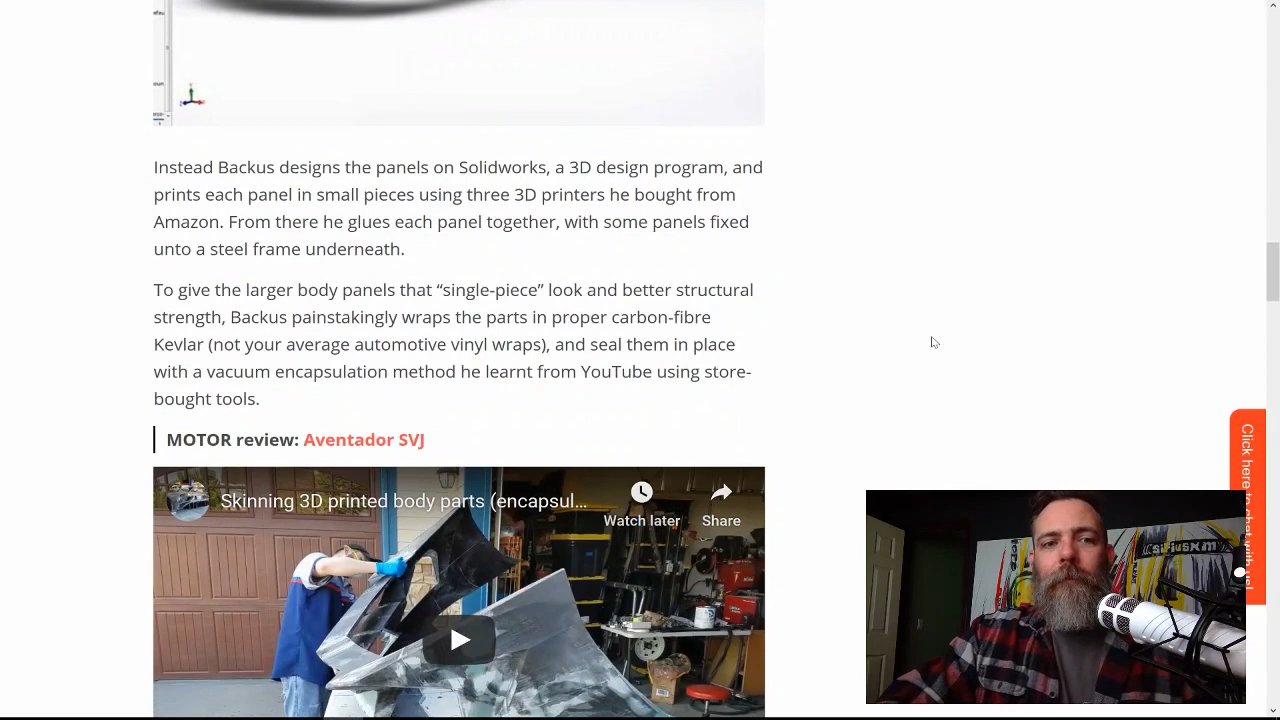 Instead Backus designs the panels on Solidworks, a 3D design program, and
prints each panel in small pieces using three 3D printers he bought from
Amazon. From there he glues each panel together, with some panels fixed
unto a steel frame underneath.
To give the larger body panels that “single-piece” look and better structural
strength, Backus painstakingly wraps the parts in proper carbon-fibre
Kevlar (not your average automotive vinyl wraps), and seal them in place
with a vacuum encapsulation method he learnt from YouTube using store-
bought tools.
MOTOR review: Aventador SVJ
Skinning 3D printed body parts (encapsul...
Watch later
Share
Click here to chat with us!
siriusxm